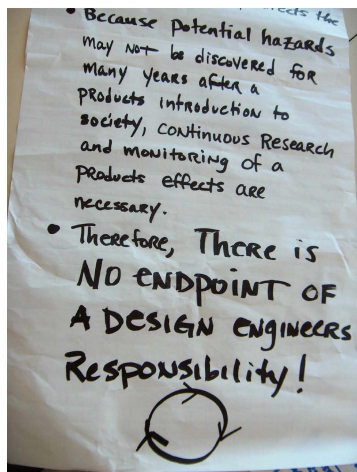 the
• Because potential hazards
may not be discovered for
many years after a
products introduction to
society, continuous Research
and monitoring of a
products effects are
necessary.
• Therefore, There is
NO ENDPOINT OF
A DESIGN ENGINEERS
Responsibility!